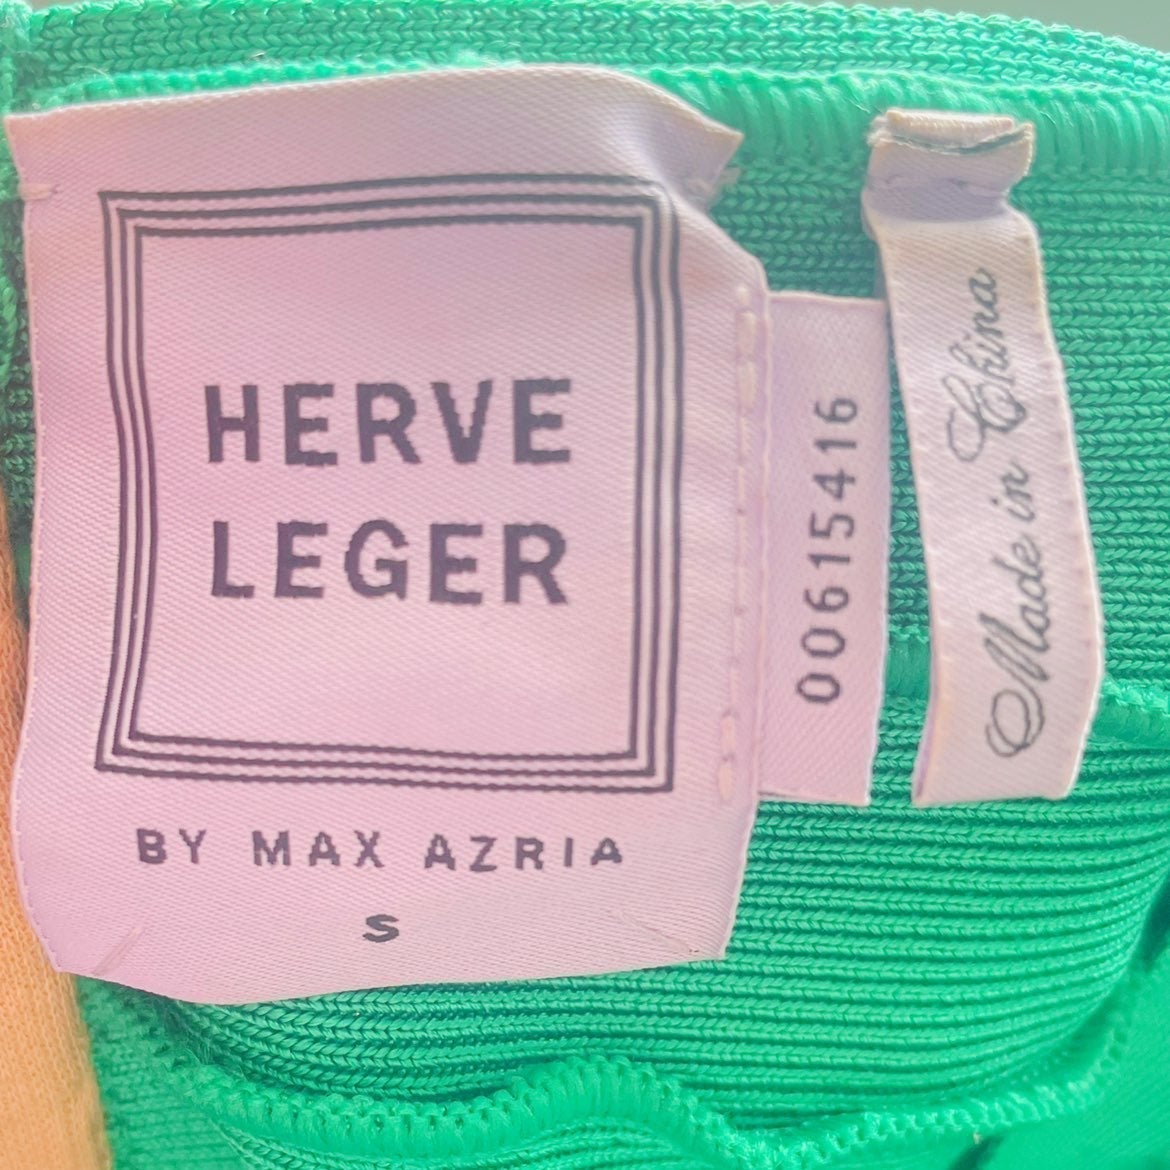 HERVE
LEGER
BY MAX AZRIA
S
00615416
Made in China